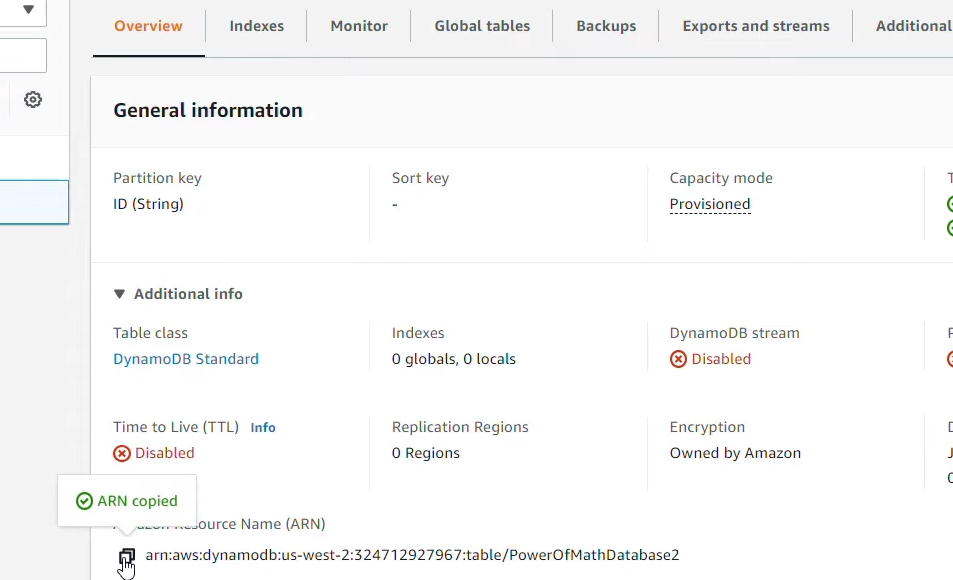 Overview Indexes Monitor Global tables Backups Exports and streams Additional
General information
Partition key Sort key Capacity mode
ID (String) - Provisioned
Additional info
Table class Indexes DynamoDB stream
DynamoDB Standard 0 globals, 0 locals Disabled
Time to Live (TTL) Info Replication Regions Encryption
Disabled 0 Regions Owned by Amazon
ARN copied
Resource Name (ARN)
arn:aws:dynamodb:us-west-2:324712927967:table/PowerOfMathDatabase2